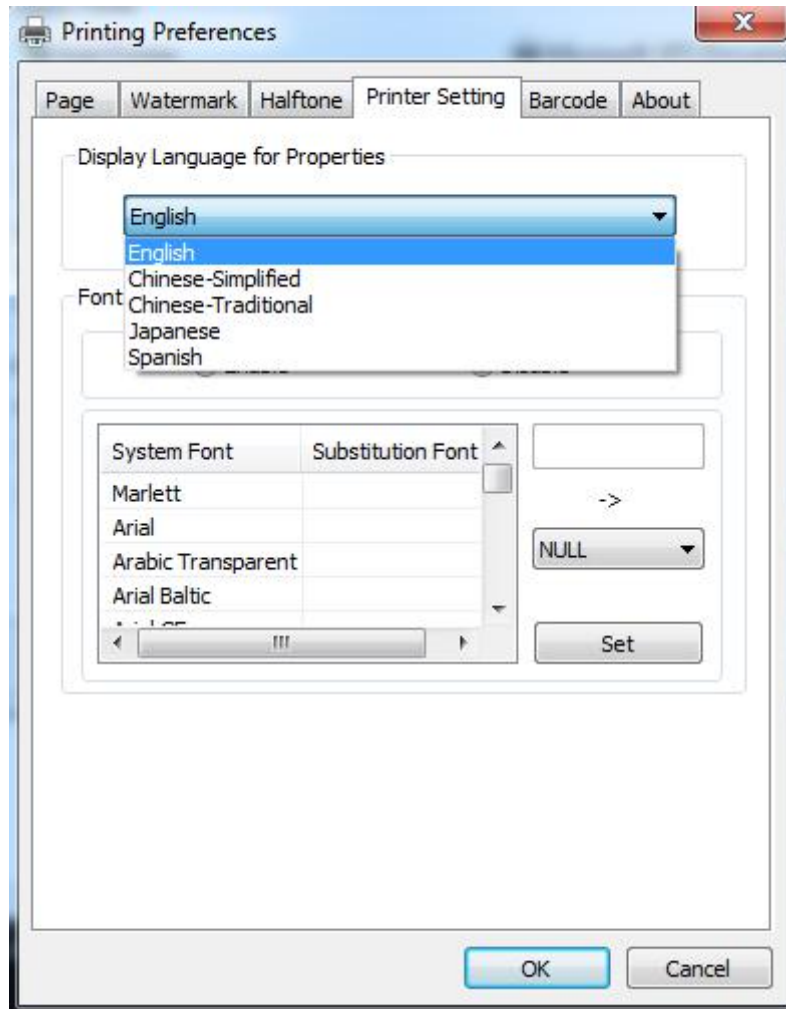 Printing Preferences
Page Watermark Halftone Printer Setting Barcode About
Display Language for Properties
English
English
Chinese-Simplified
Chinese-Traditional
Japanese
Spanish
Font
System Font Substitution Font
Marlett
Arial
Arabic Transparent
Arial Baltic
->
NULL
Set
OK Cancel